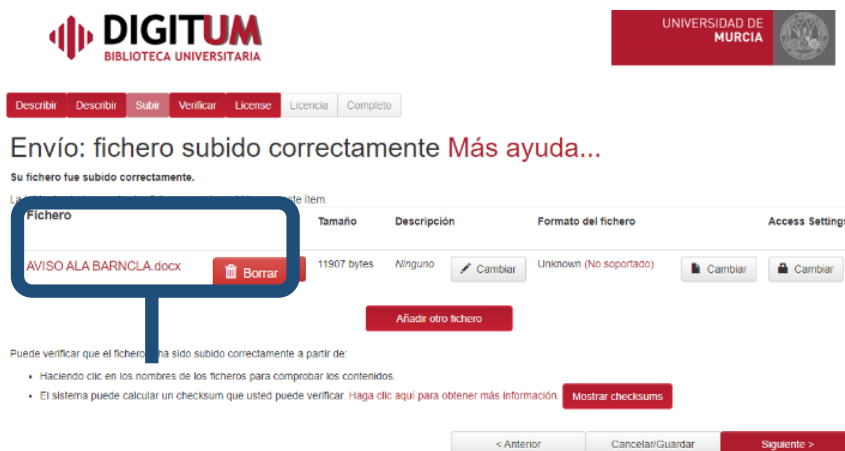 DIGITUM
BIBLIOTECA UNIVERSITARIA
UNIVERSIDAD DE
MURCIA
Describir Describir Subir Verificar License Licencia Completo
Envío: fichero subido correctamente Más ayuda...
Su fichero fue subido correctamente.
ítem.
Fichero Tamaño Descripción Formato del fichero Access Settings
AVISO ALA BARNCLA.docx Borrar 11907 bytes Ninguno Cambiar Unknown (No soportado) Cambiar Cambiar
Añadir otro fichero
Puede verificar que el fichero ha sido subido correctamente a partir de:
Haciendo clic en los nombres de los ficheros para comprobar los contenidos.
El sistema puede calcular un checksum que usted puede verificar. Haga clic aquí para obtener más información. Mostrar checksums
< Anterior Cancelar/Guardar Siguiente >